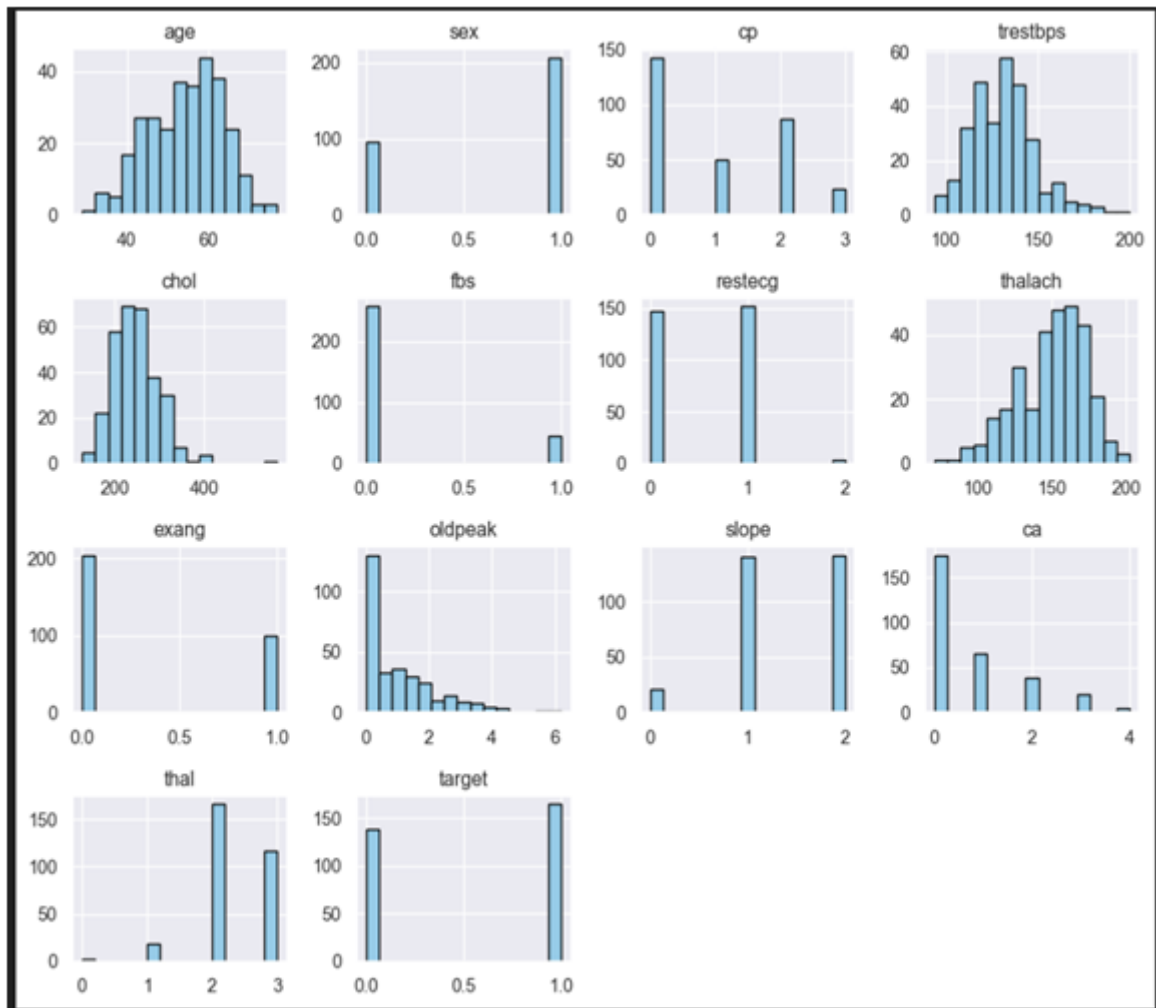 age sex cp trestbps
40 20 0 200 100 0 150 100 50 0 60 40 20 0
40 60 0.0 0.5 1.0 0 1 2 3 100 150 200
chol fbs restecg thalach
60 40 20 0 200 100 0 150 100 50 0 40 20 0
200 400 0.0 0.5 1.0 0 1 2 100 150 200
exang oldpeak slope ca
200 100 0 100 50 0 100 50 0 150 100 50 0
0.0 0.5 1.0 0 2 4 6 0 1 2 0 2 4
thal target
150 100 50 0 150 100 50 0
0 1 2 3 0.0 0.5 1.0